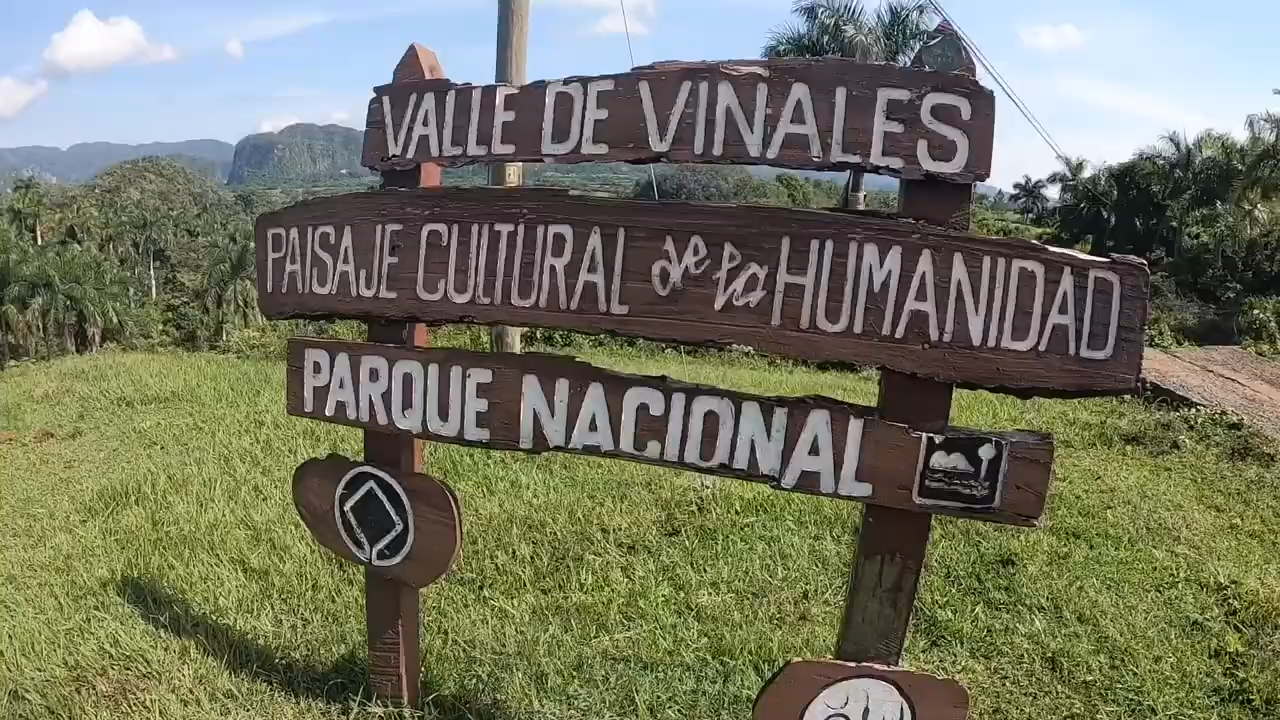 VALLE DE VINALES
PAISAJE CULTURAL de la HUMANIDAD
PARQUE NACIONAL